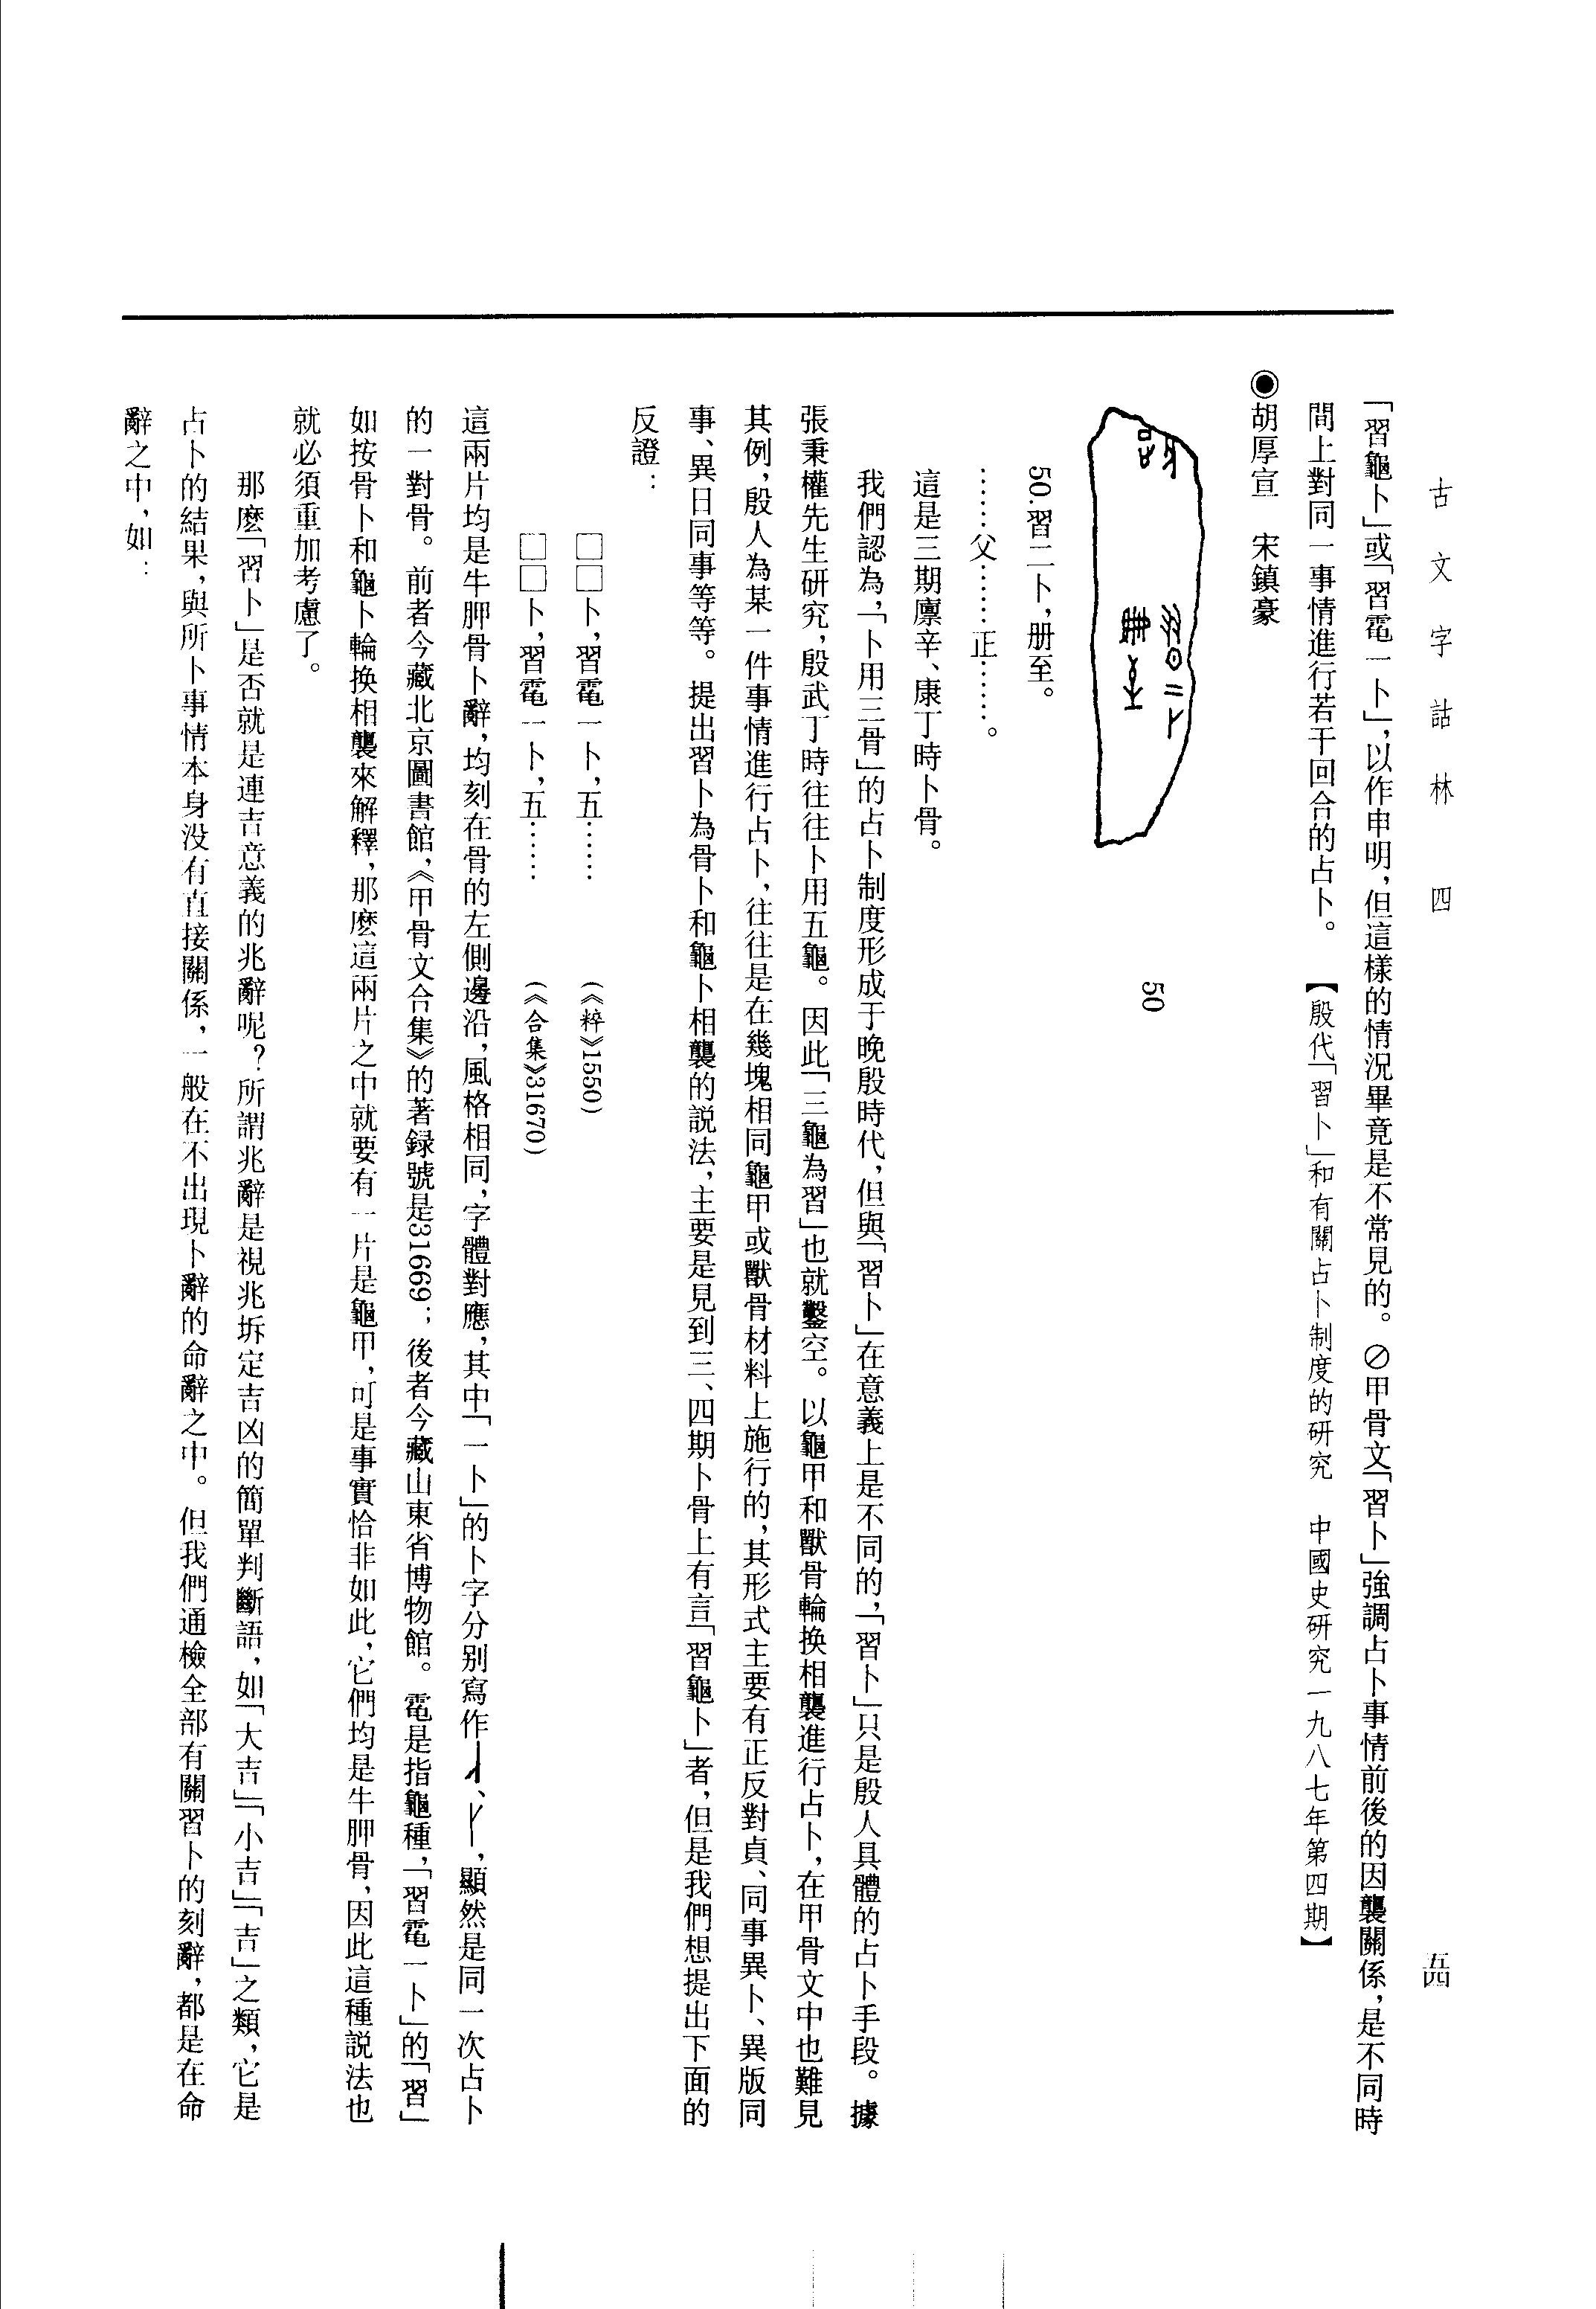 古文字詁林　四
五四
「習龜卜」或「習鼋一卜」，以作申明，但這樣的情況畢竟是不常見的。⊘甲骨文「習卜」強調占卜事情前後的因襲關係，是不同時
間上對同一事情進行若干回合的占卜。【殷代「習卜」和有關占卜制度的研究　中國史研究一九八七年第四期】
◉胡厚宣　宋鎮豪
50
50.習二卜，册至。
……父……正……。
這是三期廩辛、康丁時卜骨。
我們認為，「卜用三骨」的占卜制度形成于晚殷時代，但與「習卜」在意義上是不同的，「習卜」只是殷人具體的占卜手段。據
張秉權先生研究，殷武丁時往往卜用五龜。因此「三龜為習」也就鑿空。以龜甲和獸骨輪换相襲進行占卜，在甲骨文中也難見
其例，殷人為某一件事情進行占卜，往往是在幾塊相同龜甲或獸骨材料上施行的，其形式主要有正反對貞、同事異卜、異版同
事、異日同事等等。提出習卜為骨卜和龜卜相襲的説法，主要是見到三、四期卜骨上有言「習龜卜」者，但是我們想提出下面的
反證：
□□卜，習⿱雨黽一卜，五……　（《粹》1550）
□□卜，習⿱雨黽一卜，五……　（《合集》31670）
這兩片均是牛胛骨卜辭，均刻在骨的左側邊沿，風格相同，字體對應，其中「一卜」的卜字分别寫作、，顯然是同一次占卜
的一對骨。前者今藏北京圖書館，《甲骨文合集》的著録號是31669；後者今藏山東省博物館。是指龜種，「習一卜」的「習」
如按骨卜和龜卜輪换相襲來解釋，那麽這兩片之中就要有一片是龜甲，可是事實恰非如此，它們均是牛胛骨，因此這種説法也
就必須重加考慮了。
那麽「習卜」是否就是連吉意義的兆辭呢？所謂兆辭是視兆坼定吉凶的簡單判斷語，如「大吉」「小吉」「吉」之類，它是
占卜的結果，與所卜事情本身没有直接關係，一般在不出現卜辭的命辭之中。但我們通檢全部有關習卜的刻辭，都是在命
辭之中，如：